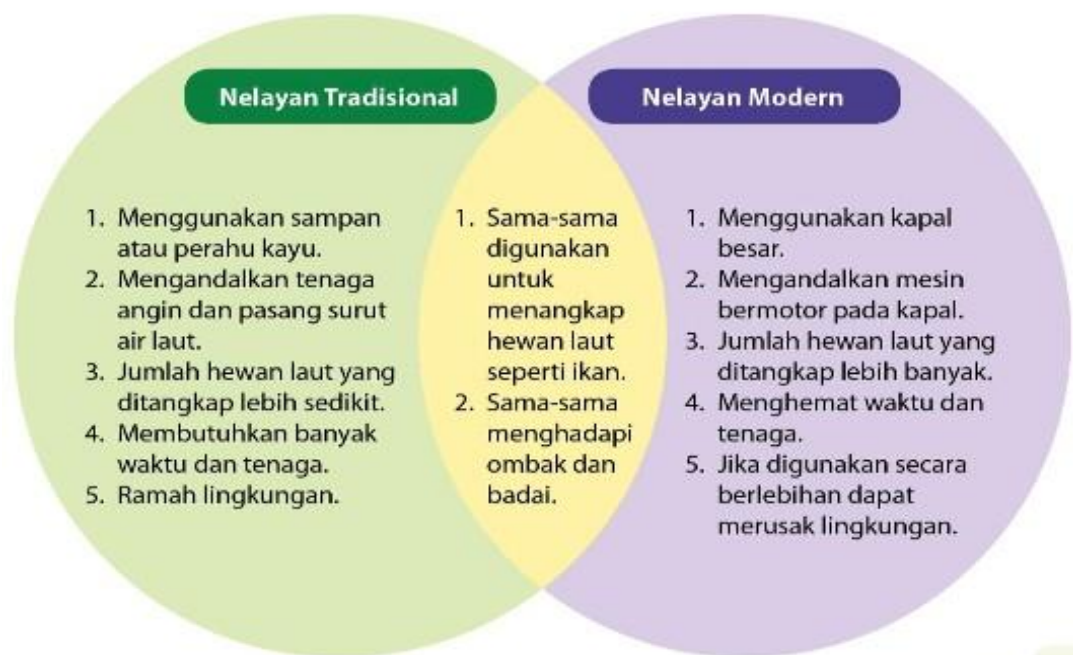 Nelayan Tradisional
1. Menggunakan sampan
atau perahu kayu.
2. Mengandalkan tenaga
angin dan pasang surut
air laut.
3. Jumlah hewan laut yang
ditangkap lebih sedikit.
4. Membutuhkan banyak
waktu dan tenaga.
5. Ramah lingkungan.
1. Sama-sama
digunakan
untuk
menangkap
hewan laut
seperti ikan.
2. Sama-sama
menghadapi
ombak dan
badai.
Nelayan Modern
1. Menggunakan kapal
besar.
2. Mengandalkan mesin
bermotor pada kapal.
3. Jumlah hewan laut yang
ditangkap lebih banyak.
4. Menghemat waktu dan
tenaga.
5. Jika digunakan secara
berlebihan dapat
merusak lingkungan.